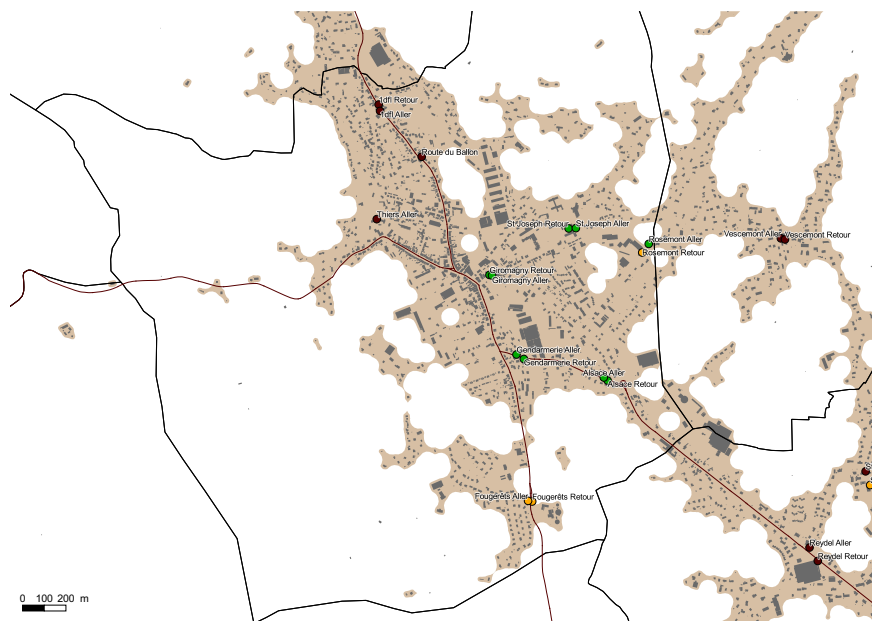 1dfl Retour
1dfl Aller
Route du Ballon
Thiers Aller
St Joseph Retour
St Joseph Aller
Rosemont Aller
Rosemont Retour
Vescemont Aller
Vescemont Retour
Giromagny Retour
Giromagny Aller
Gendarmerie Aller
Gendarmerie Retour
Alsace Aller
Alsace Retour
Fougerêts Aller
Fougerêts Retour
Reydel Aller
Reydel Retour
0 100 200 m